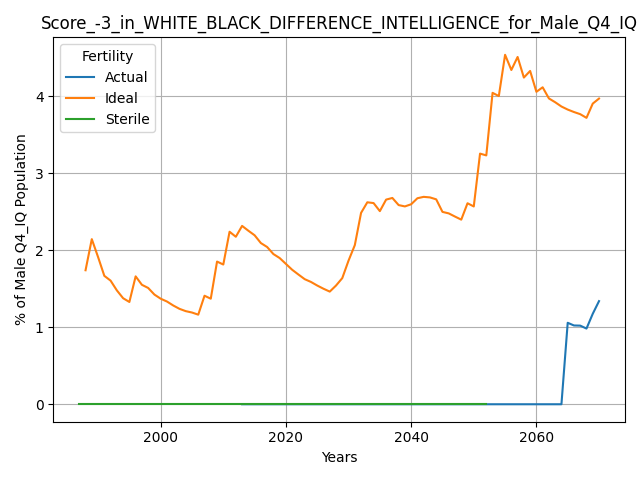 Score_-3_in_WHITE_BLACK_DIFFERENCE_INTELLIGENCE_for_Male_Q4_IQ
Fertility
Actual
Ideal
Sterile
% of Male Q4_IQ Population
4
3
2
1
0
2000 2020 2040 2060
Years